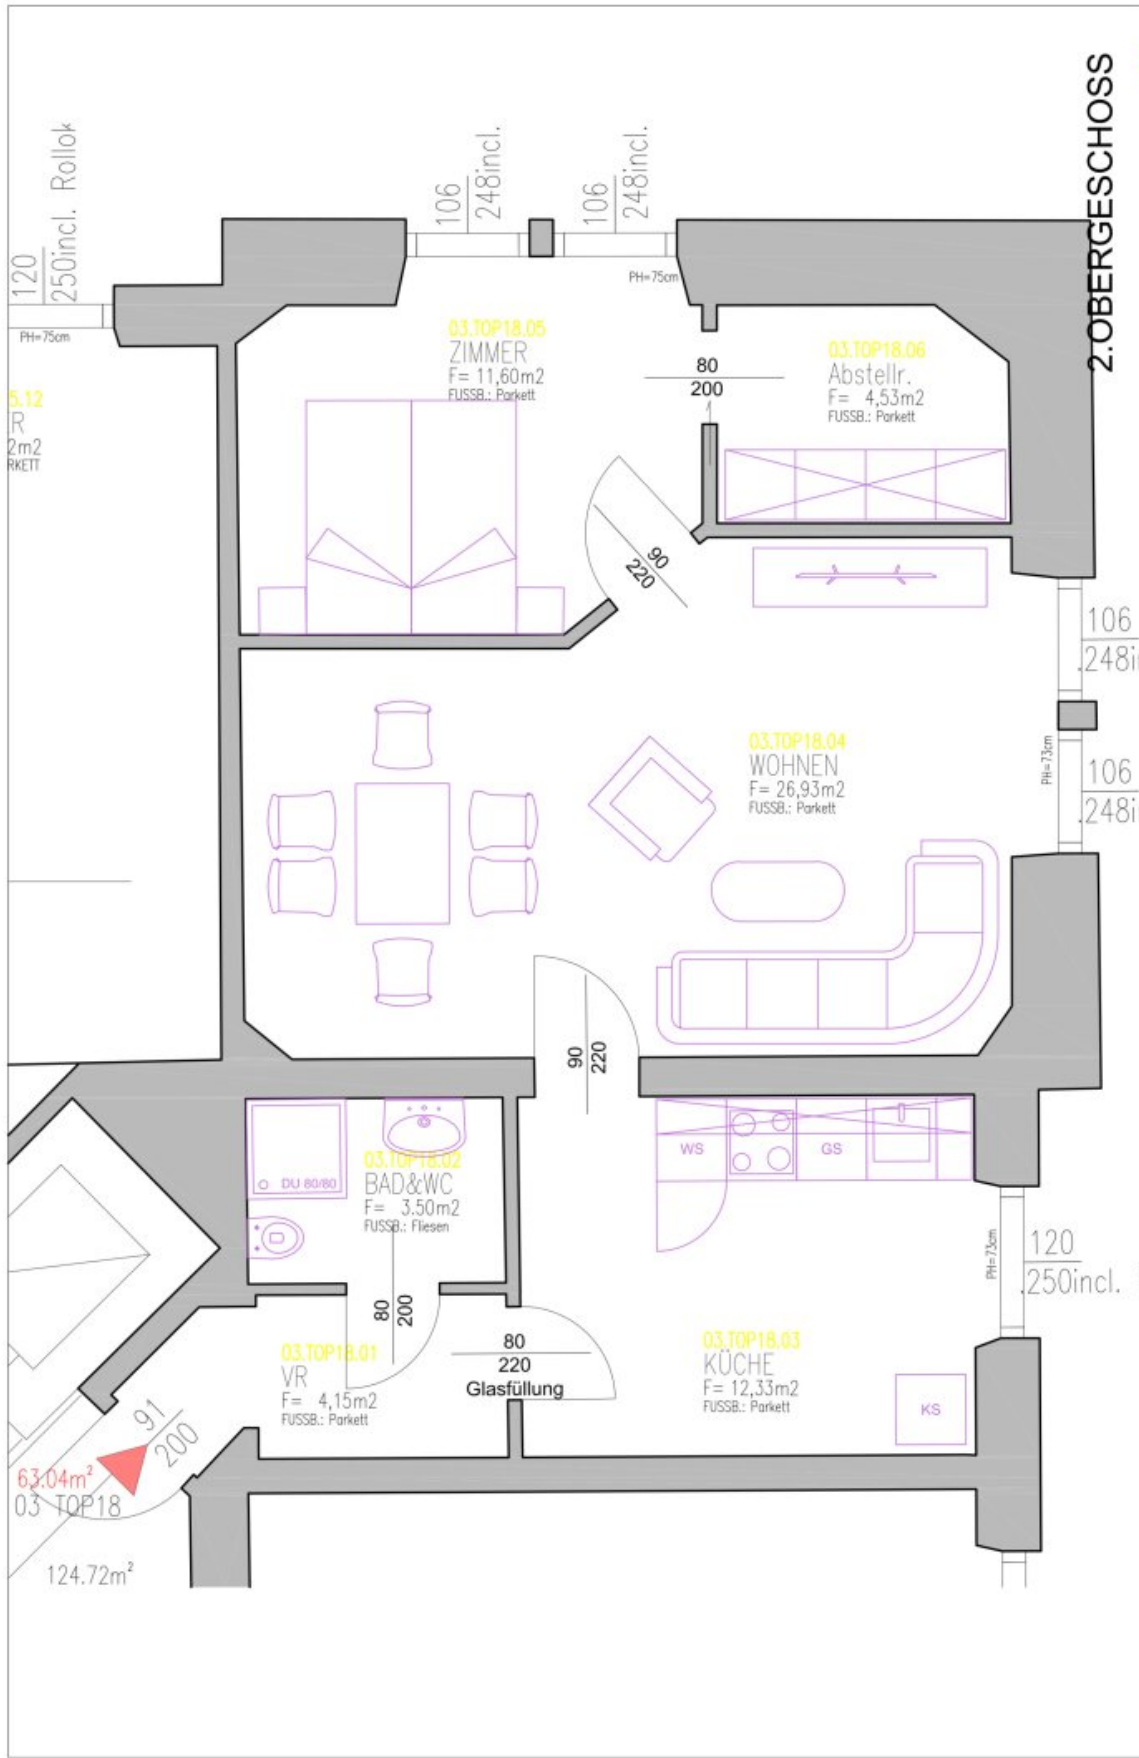 2.OBERGESCHOSS
120
250incl. Rollok
PH=75cm
106
248incl.
106
248incl.
PH=75cm
5.12
R
2m2
RKETT
03.TOP18.05
ZIMMER
F= 11,60m2
FUSSB.: Parkett
80
200
03.TOP18.06
Abstellr.
F= 4,53m2
FUSSB.: Parkett
90
220
106
248i
PH=73cm
106
248i
03.TOP18.04
WOHNEN
F= 26,93m2
FUSSB.: Parkett
90
220
DU 80/80
03.TOP18.02
BAD&WC
F= 3.50m2
FUSSB.: Fliesen
WS
GS
PH=73cm
120
250incl.
80
200
80
220
Glasfüllung
03.TOP18.01
VR
F= 4,15m2
FUSSB.: Parkett
03.TOP18.03
KÜCHE
F= 12,33m2
FUSSB.: Parkett
KS
91
200
63.04m²
03 TOP18
124.72m²